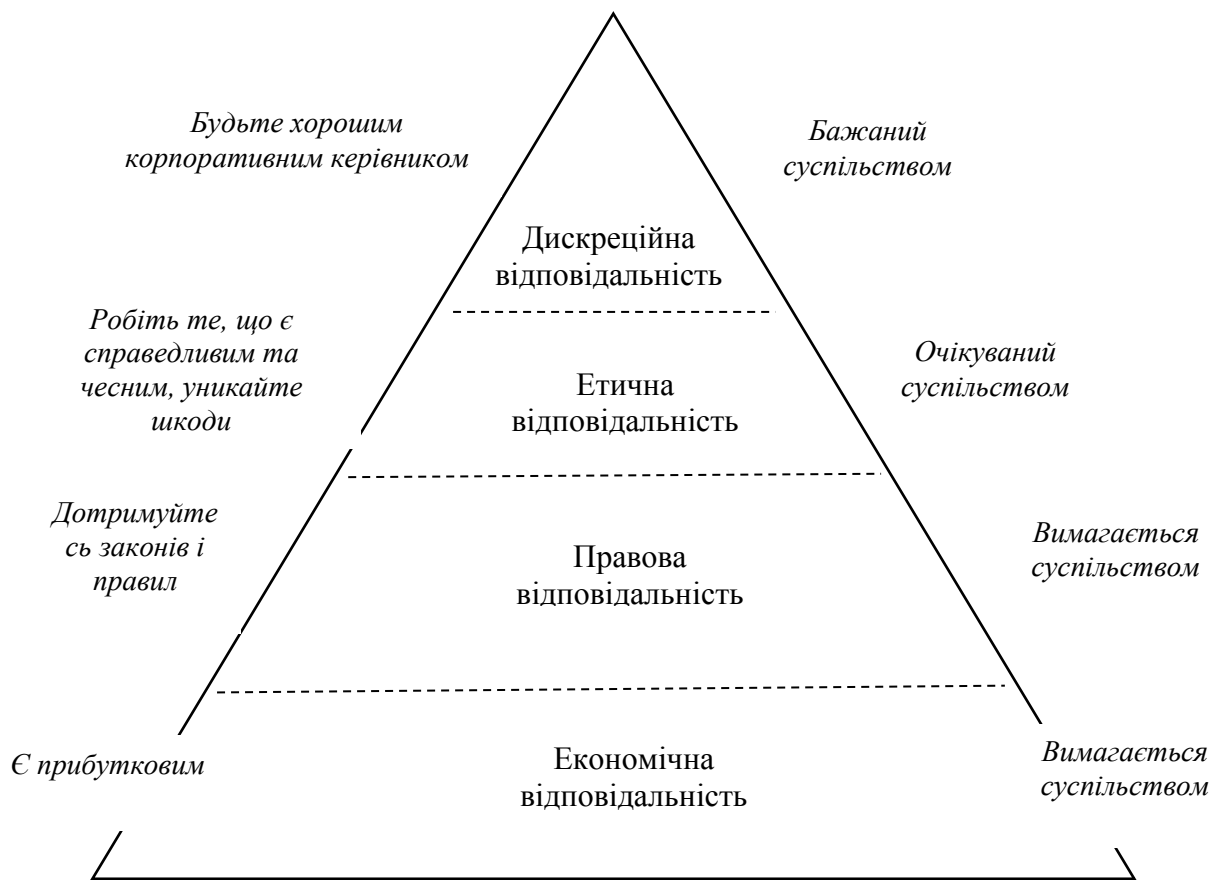 Будьте хорошим
корпоративним керівником
Бажаний
суспільством
Дискреційна
відповідальність
Робіть те, що є
справедливим та
чесним, уникайте
шкоди
Етична
відповідальність
Очікуваний
суспільством
Дотримуйте
сь законів і
правил
Правова
відповідальність
Вимагається
суспільством
Є прибутковим
Економічна
відповідальність
Вимагається
суспільством